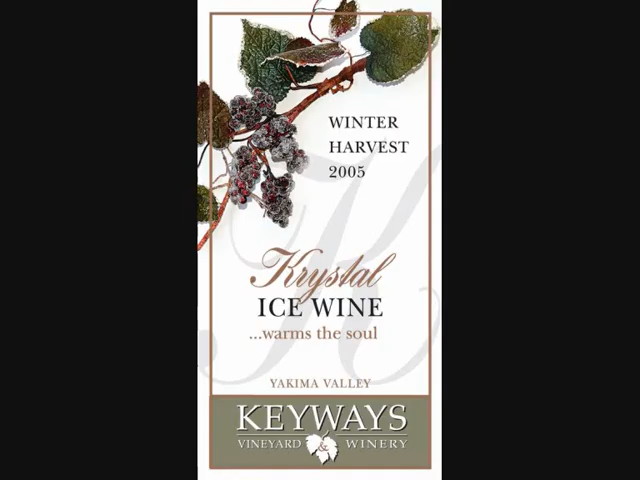 WINTER
HARVEST
2005
Krystal
ICE WINE
...warms the soul
YAKIMA VALLEY
KEYWAYS
VINEYARD & WINERY